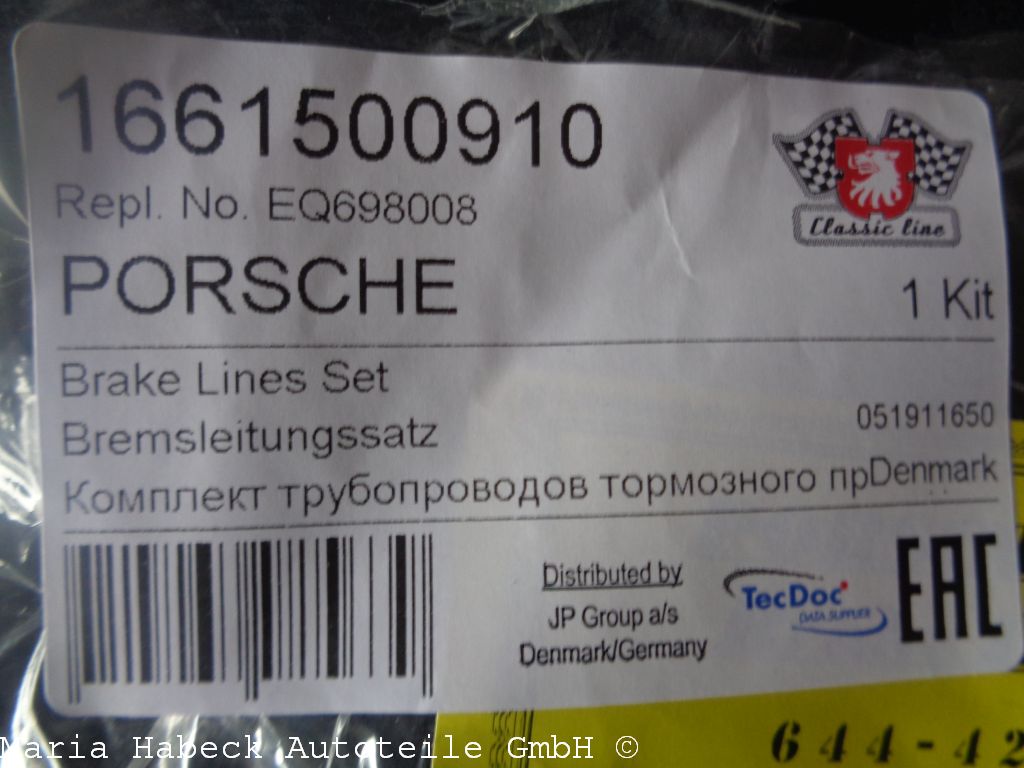 1661500910
Repl. No. EQ698008
Classic line
PORSCHE
1 Kit
Brake Lines Set
Bremsleitungssatz
051911650
Комплект трубопроводов тормозного прDenmark
Distributed by
JP Group a/s
Denmark/Germany
TecDoc
DATA SUPPLIER
EAC
644-42
Maria Habeck Autoteile GmbH ©